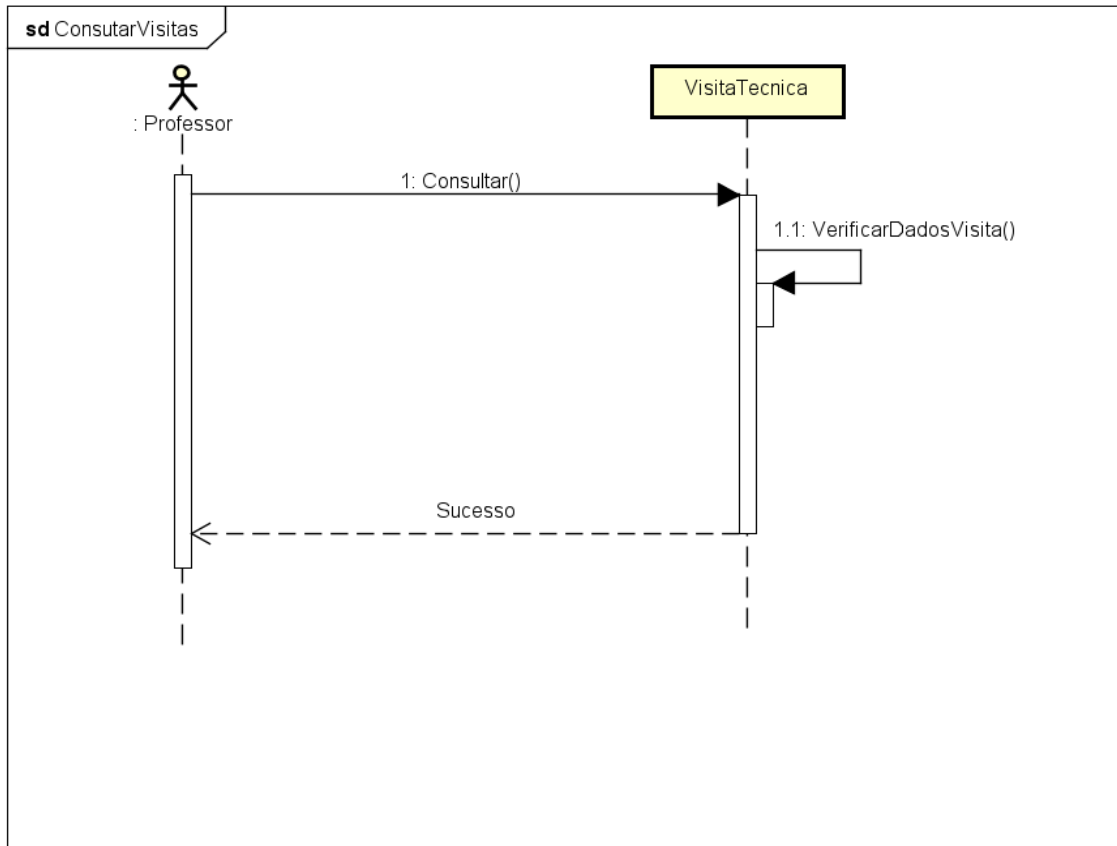 sd ConsutarVisitas
: Professor
VisitaTecnica
1: Consultar()
1.1: VerificarDadosVisita()
Sucesso